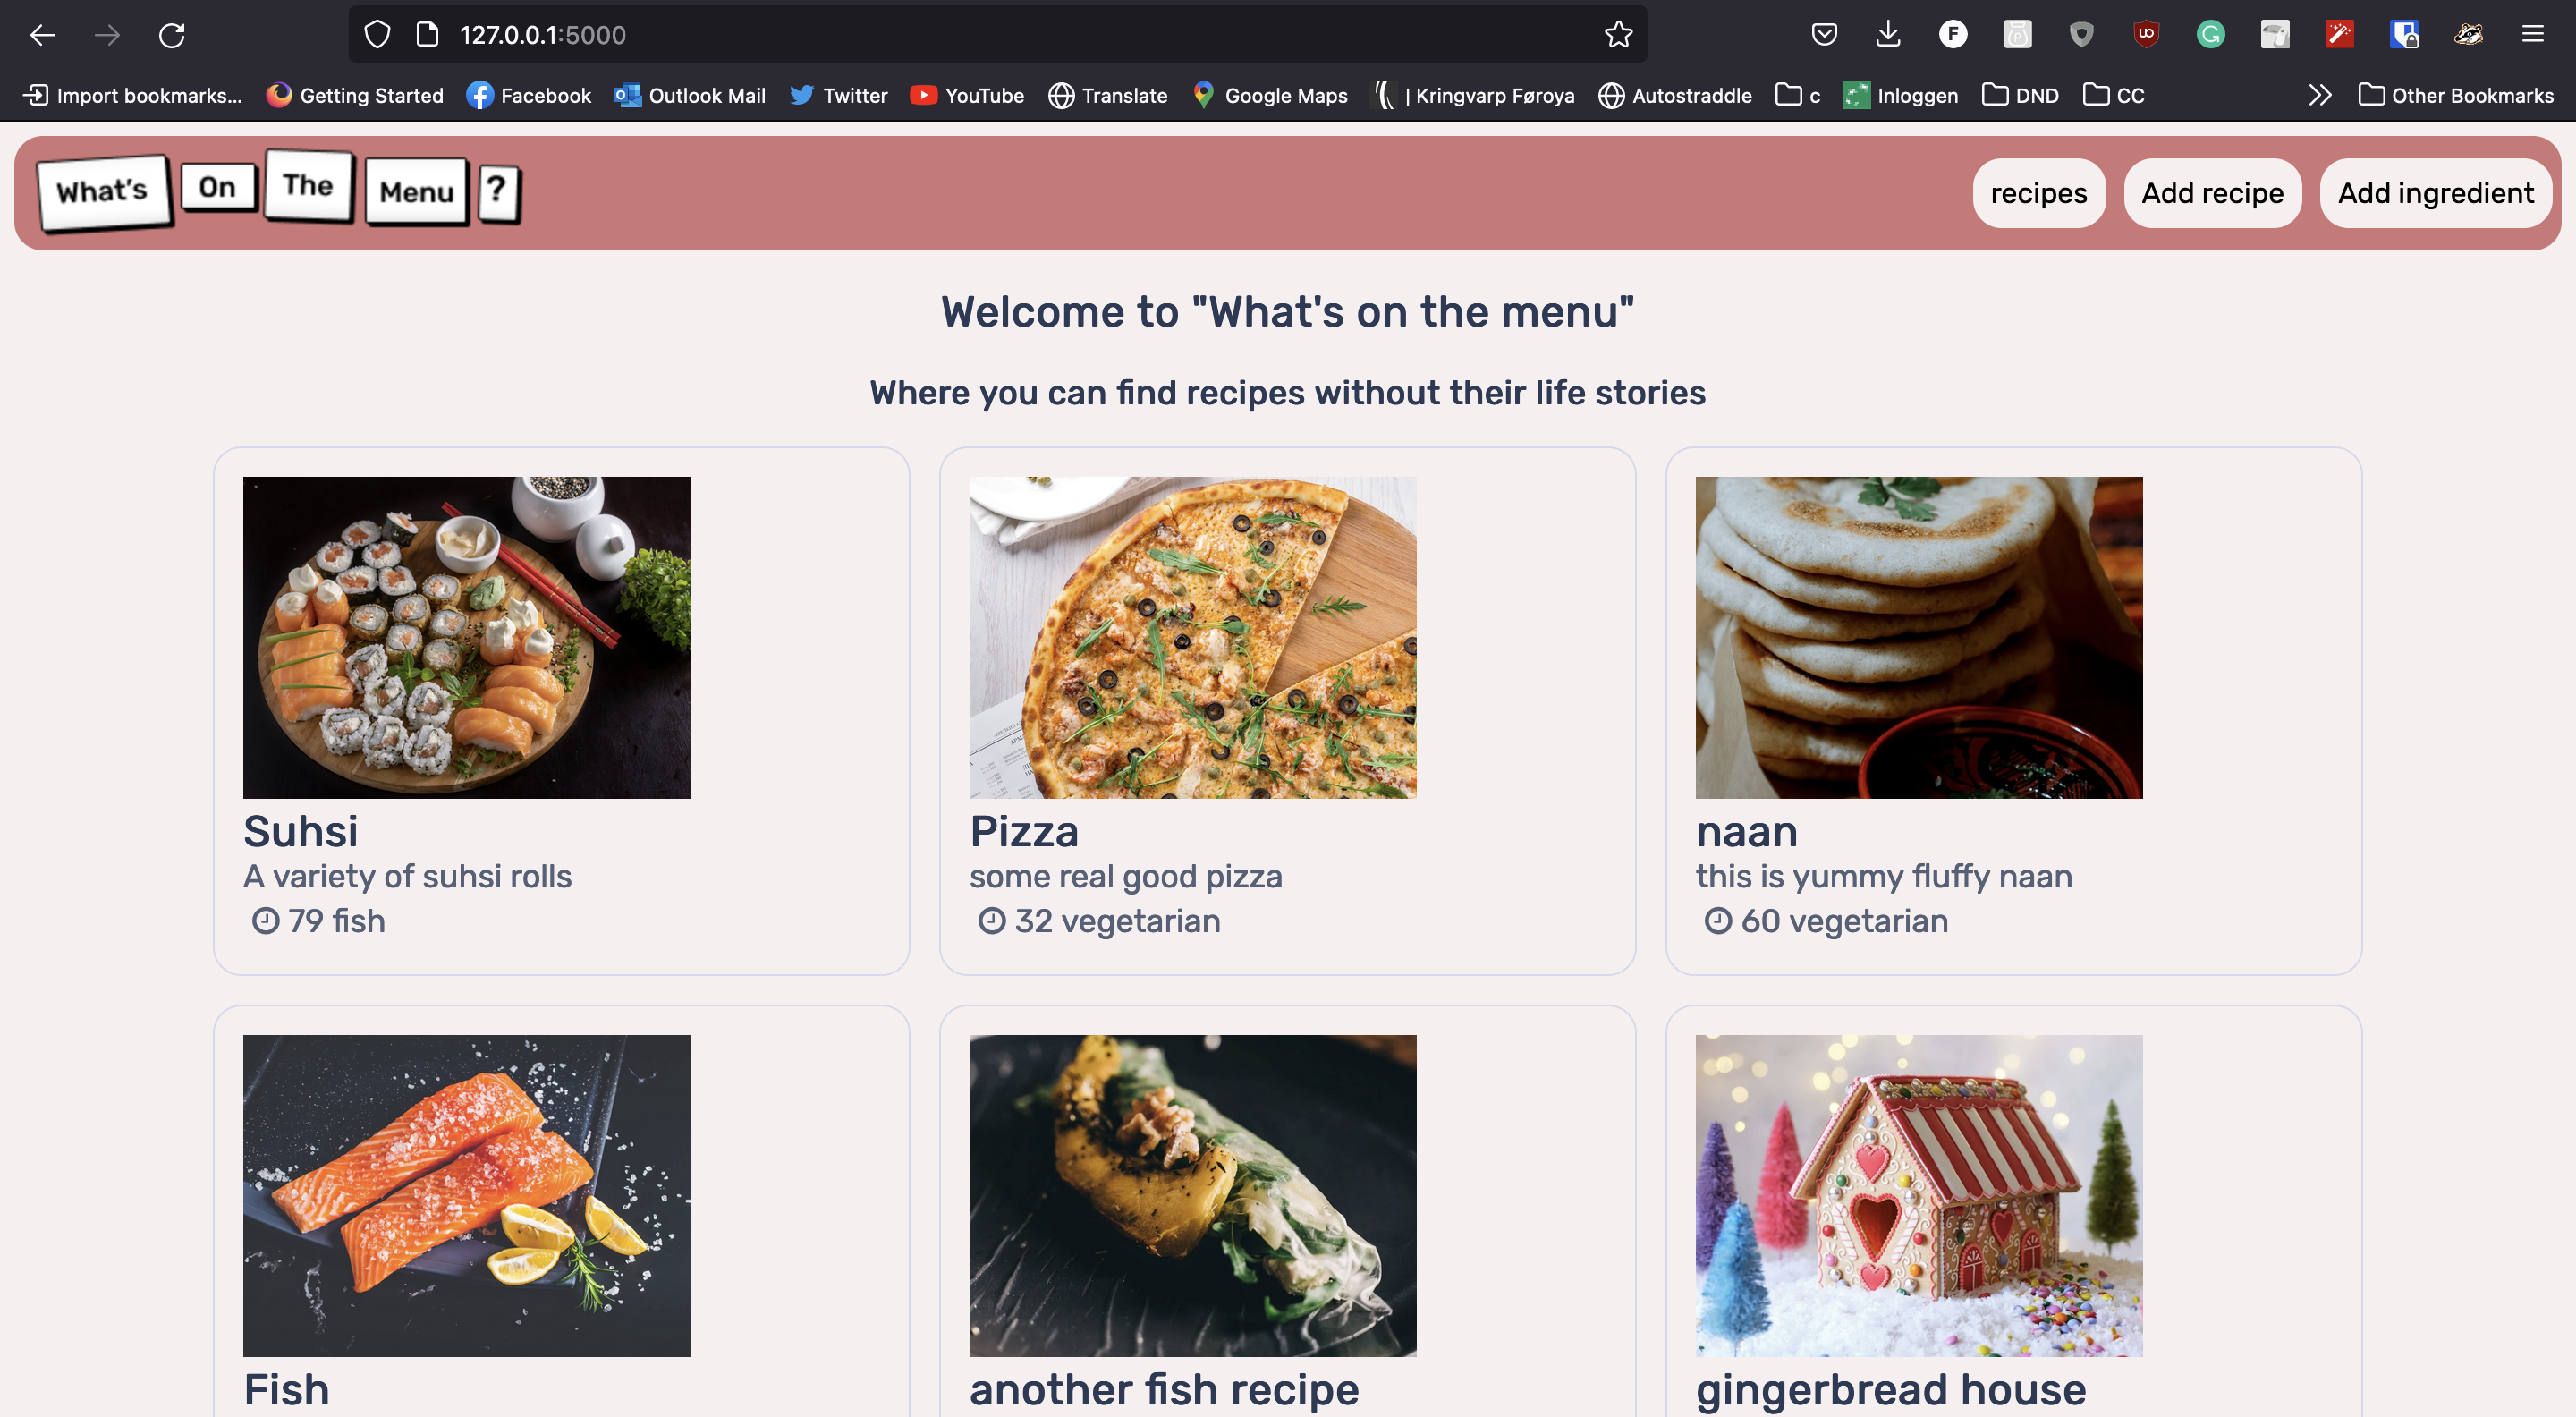 127.0.0.1:5000
Import bookmarks... Getting Started Facebook Outlook Mail Twitter YouTube Translate Google Maps | Kringvarp Føroya Autostraddle c Inloggen DND CC Other Bookmarks
What's On The Menu ?
recipes Add recipe Add ingredient
Welcome to "What's on the menu"
Where you can find recipes without their life stories
Suhsi
A variety of suhsi rolls
79 fish
Pizza
some real good pizza
32 vegetarian
naan
this is yummy fluffy naan
60 vegetarian
Fish
another fish recipe
gingerbread house